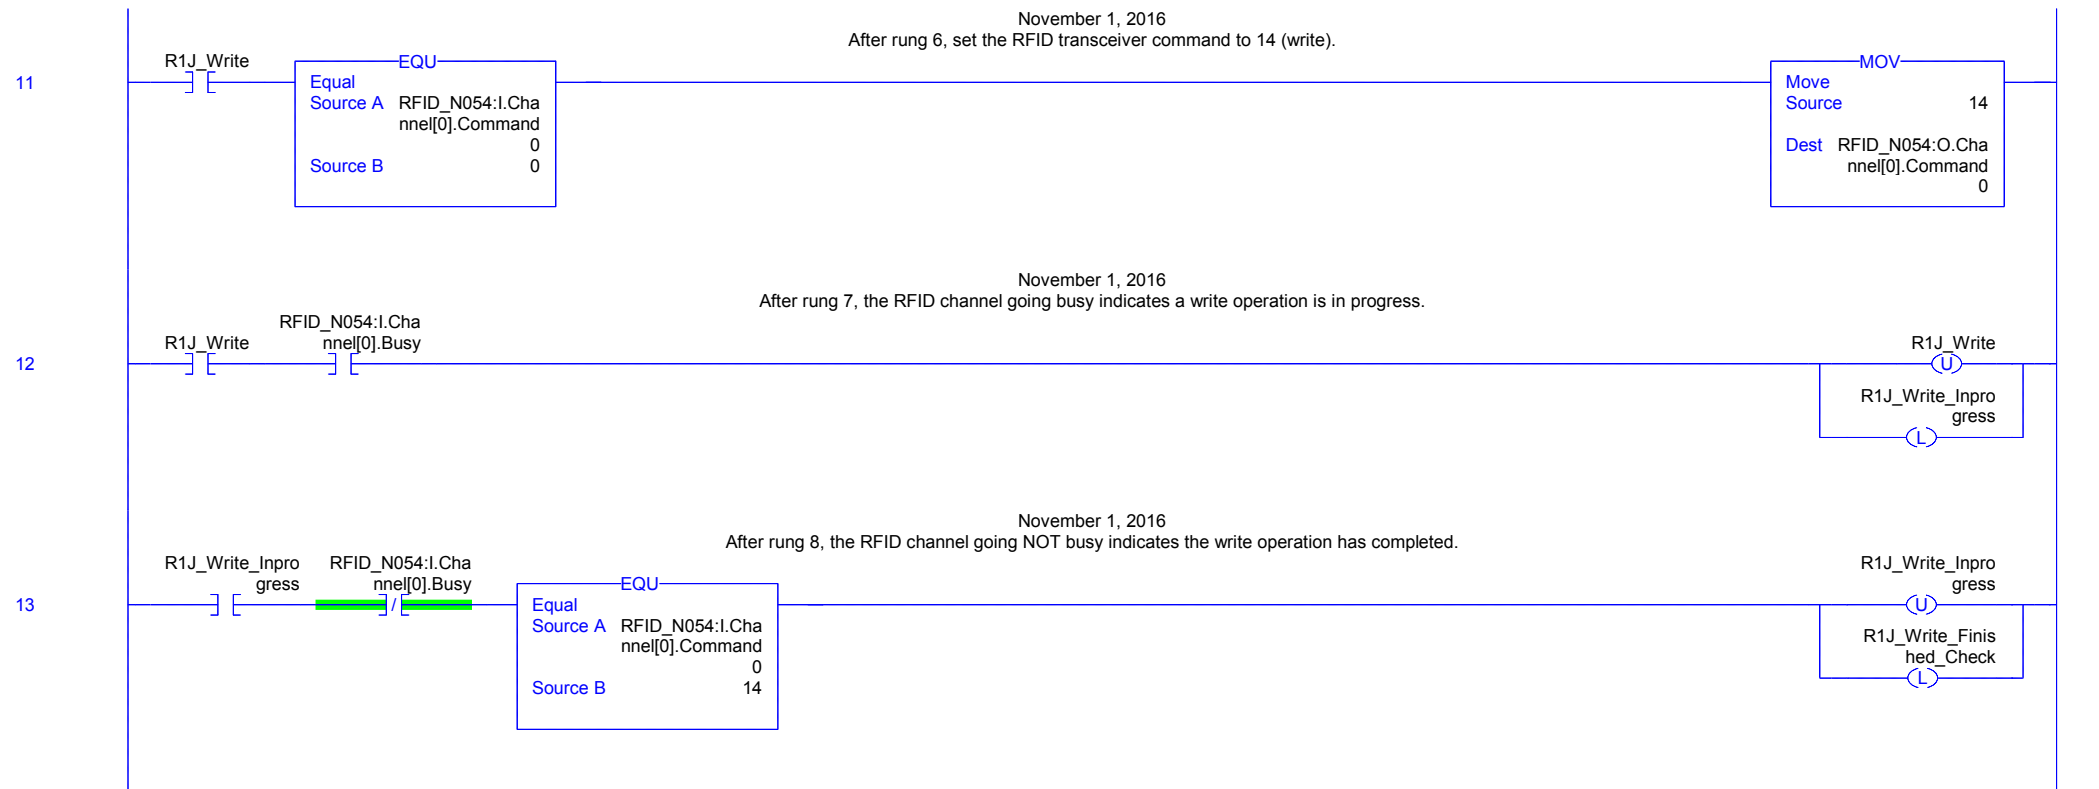 November 1, 2016
After rung 6, set the RFID transceiver command to 14 (write).
11
R1J_Write
EQU
Equal
Source A RFID_N054:I.Cha
nnel[0].Command
0
Source B 0
MOV
Move
Source 14
Dest RFID_N054:O.Cha
nnel[0].Command
0
November 1, 2016
After rung 7, the RFID channel going busy indicates a write operation is in progress.
12
R1J_Write
RFID_N054:I.Cha
nnel[0].Busy
R1J_Write
U
R1J_Write_Inpro
gress
L
November 1, 2016
After rung 8, the RFID channel going NOT busy indicates the write operation has completed.
13
R1J_Write_Inpro
gress
RFID_N054:I.Cha
nnel[0].Busy
/
EQU
Equal
Source A RFID_N054:I.Cha
nnel[0].Command
0
Source B 14
R1J_Write_Inpro
gress
U
R1J_Write_Finis
hed_Check
L